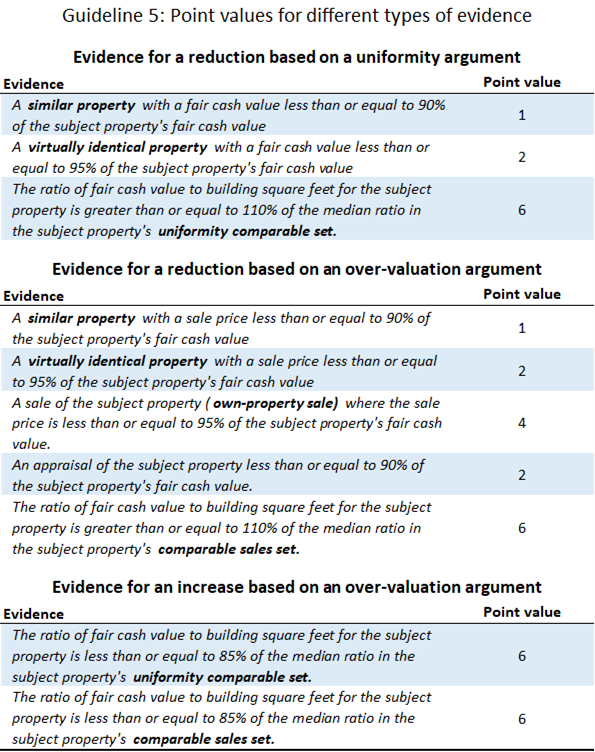 Guideline 5: Point values for different types of evidence
Evidence for a reduction based on a uniformity argument
Evidence Point value
A similar property with a fair cash value less than or equal to 90%
of the subject property's fair cash value
1
A virtually identical property with a fair cash value less than or
equal to 95% of the subject property's fair cash value
2
The ratio of fair cash value to building square feet for the subject
property is greater than or equal to 110% of the median ratio in
the subject property's uniformity comparable set.
6
Evidence for a reduction based on an over-valuation argument
Evidence Point value
A similar property with a sale price less than or equal to 90% of
the subject property's fair cash value
1
A virtually identical property with a sale price less than or equal
to 95% of the subject property's fair cash value
2
A sale of the subject property ( own-property sale) where the sale
price is less than or equal to 95% of the subject property's fair cash
value.
4
An appraisal of the subject property less than or equal to 90% of
the subject property's fair cash value.
2
The ratio of fair cash value to building square feet for the subject
property is greater than or equal to 110% of the median ratio in
the subject property's comparable sales set.
6
Evidence for an increase based on an over-valuation argument
Evidence Point value
The ratio of fair cash value to building square feet for the subject
property is less than or equal to 85% of the median ratio in the
subject property's uniformity comparable set.
6
The ratio of fair cash value to building square feet for the subject
property is less than or equal to 85% of the median ratio in the
subject property's comparable sales set.
6